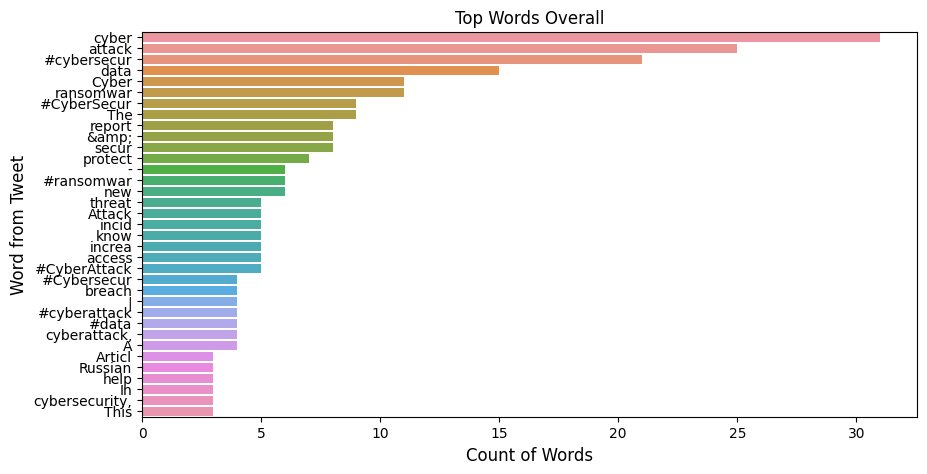 Top Words Overall
cyber
attack
#cybersecur
data
Cyber
ransomwar
#CyberSecur
The
report
&amp;
secur
protect
-
#ransomwar
new
threat
Attack
incid
know
increa
access
#CyberAttack
#Cybersecur
breach
#cyberattack
#data
cyberattack,
A
Articl
Russian
help
cybersecurity,
This
Word from Tweet
0 5 10 15 20 25 30
Count of Words